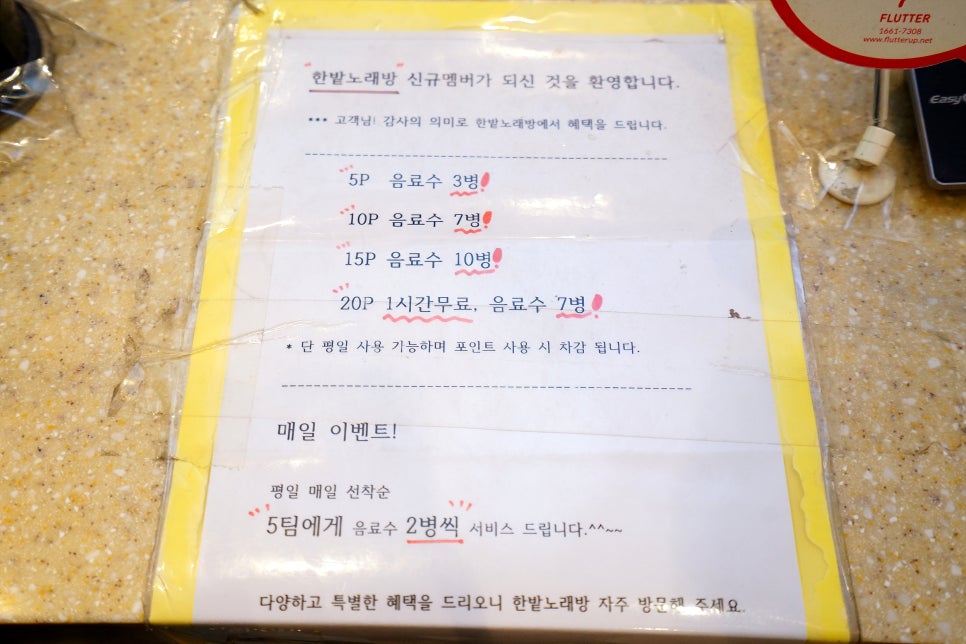 FLUTTER
1661-7308
www.flutterup.net
Easy
"한밭노래방" 신규멤버가 되신 것을 환영합니다.
*** 고객님! 감사의 의미로 한밭노래방에서 혜택을 드립니다.
5P 음료수 3병!
10P 음료수 7병!
15P 음료수 10병!
20P 1시간무료, 음료수 7병!
* 단 평일 사용 가능하며 포인트 사용 시 차감 됩니다.
매일 이벤트!
평일 매일 선착순
5팀에게 음료수 2병씩 서비스 드립니다.^^~~
다양하고 특별한 혜택을 드리오니 한밭노래방 자주 방문해 주세요.